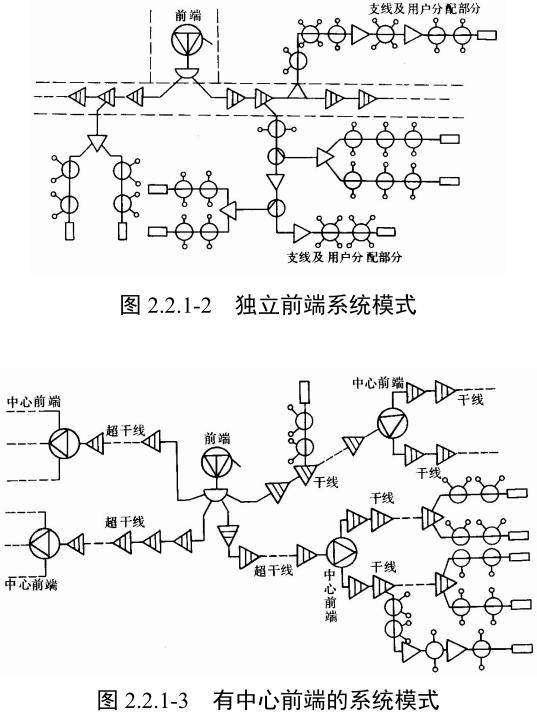 前端
支线及用户分配部分
支线及用户分配部分
图 2.2.1-2 独立前端系统模式
中心前端
中心前端
超干线
前端
干线
干线
干线
超干线
干线
超干线
中心前端
干线
中心前端
图 2.2.1-3 有中心前端的系统模式